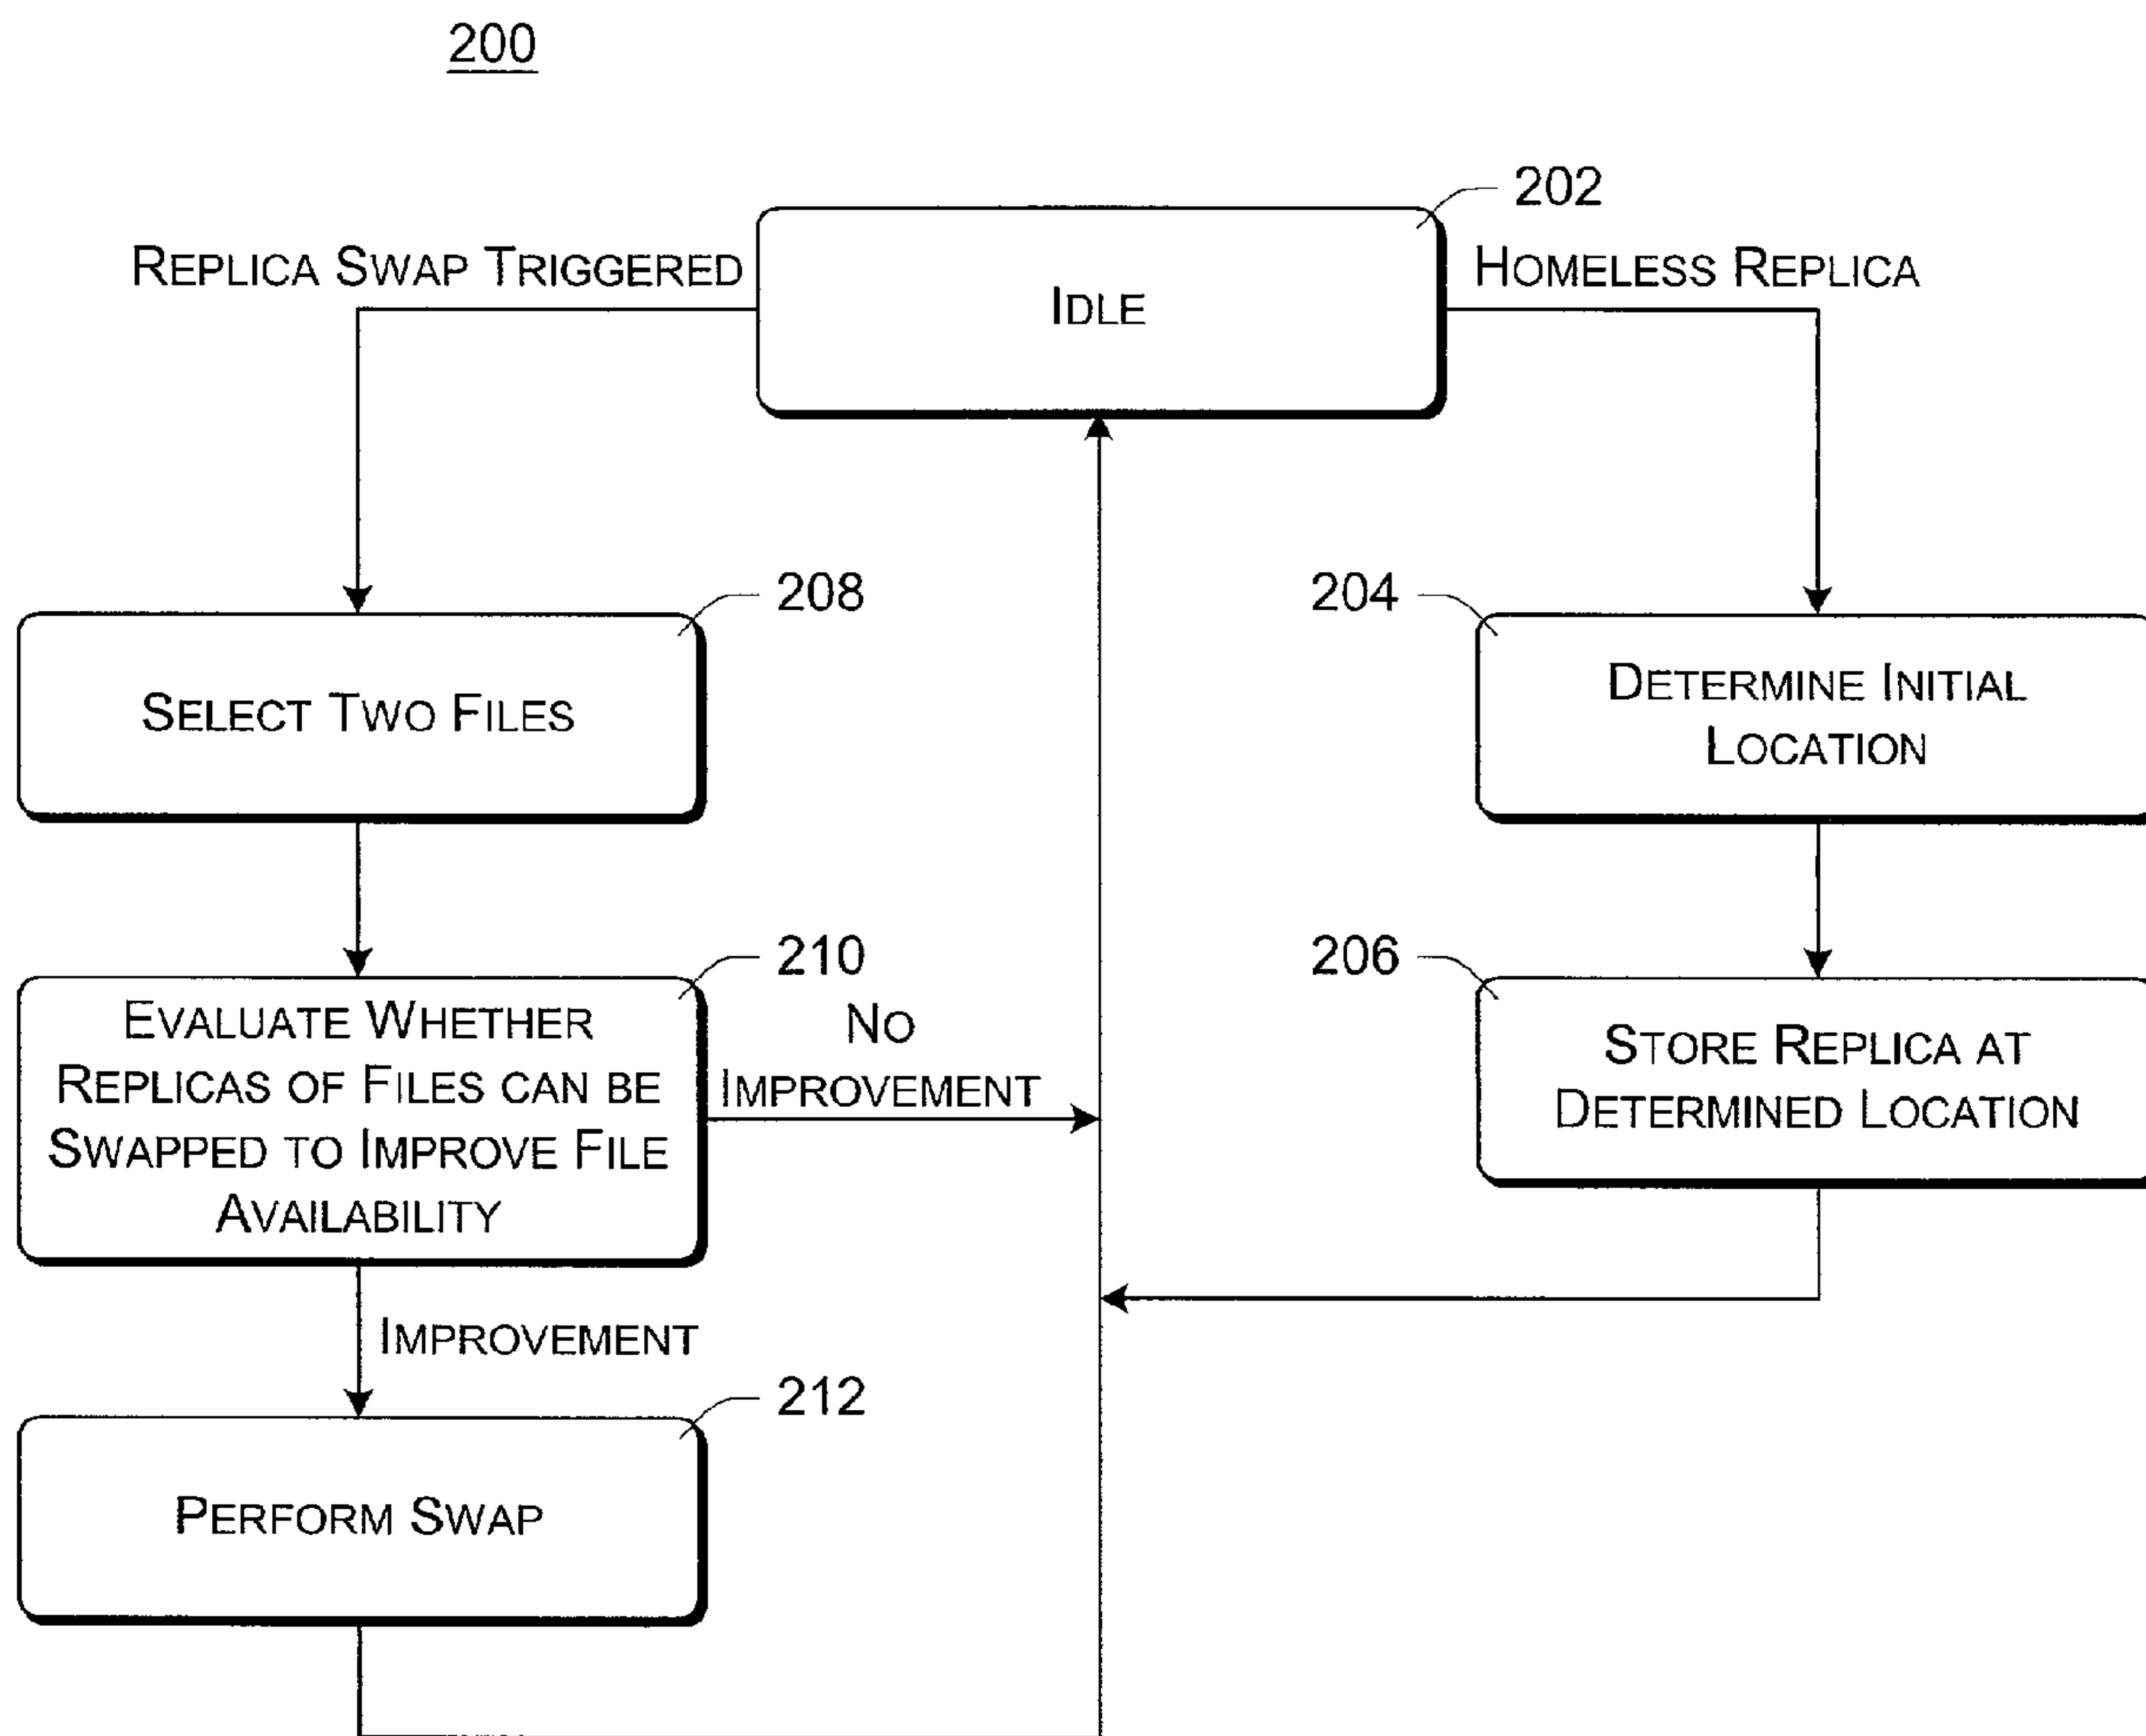 200
202
REPLICA SWAP TRIGGERED
HOMELESS REPLICA
IDLE
208
204
SELECT TWO FILES
DETERMINE INITIAL
LOCATION
210
206
EVALUATE WHETHER
REPLICAS OF FILES CAN BE
SWAPPED TO IMPROVE FILE
AVAILABILITY
NO
IMPROVEMENT
STORE REPLICA AT
DETERMINED LOCATION
IMPROVEMENT
212
PERFORM SWAP